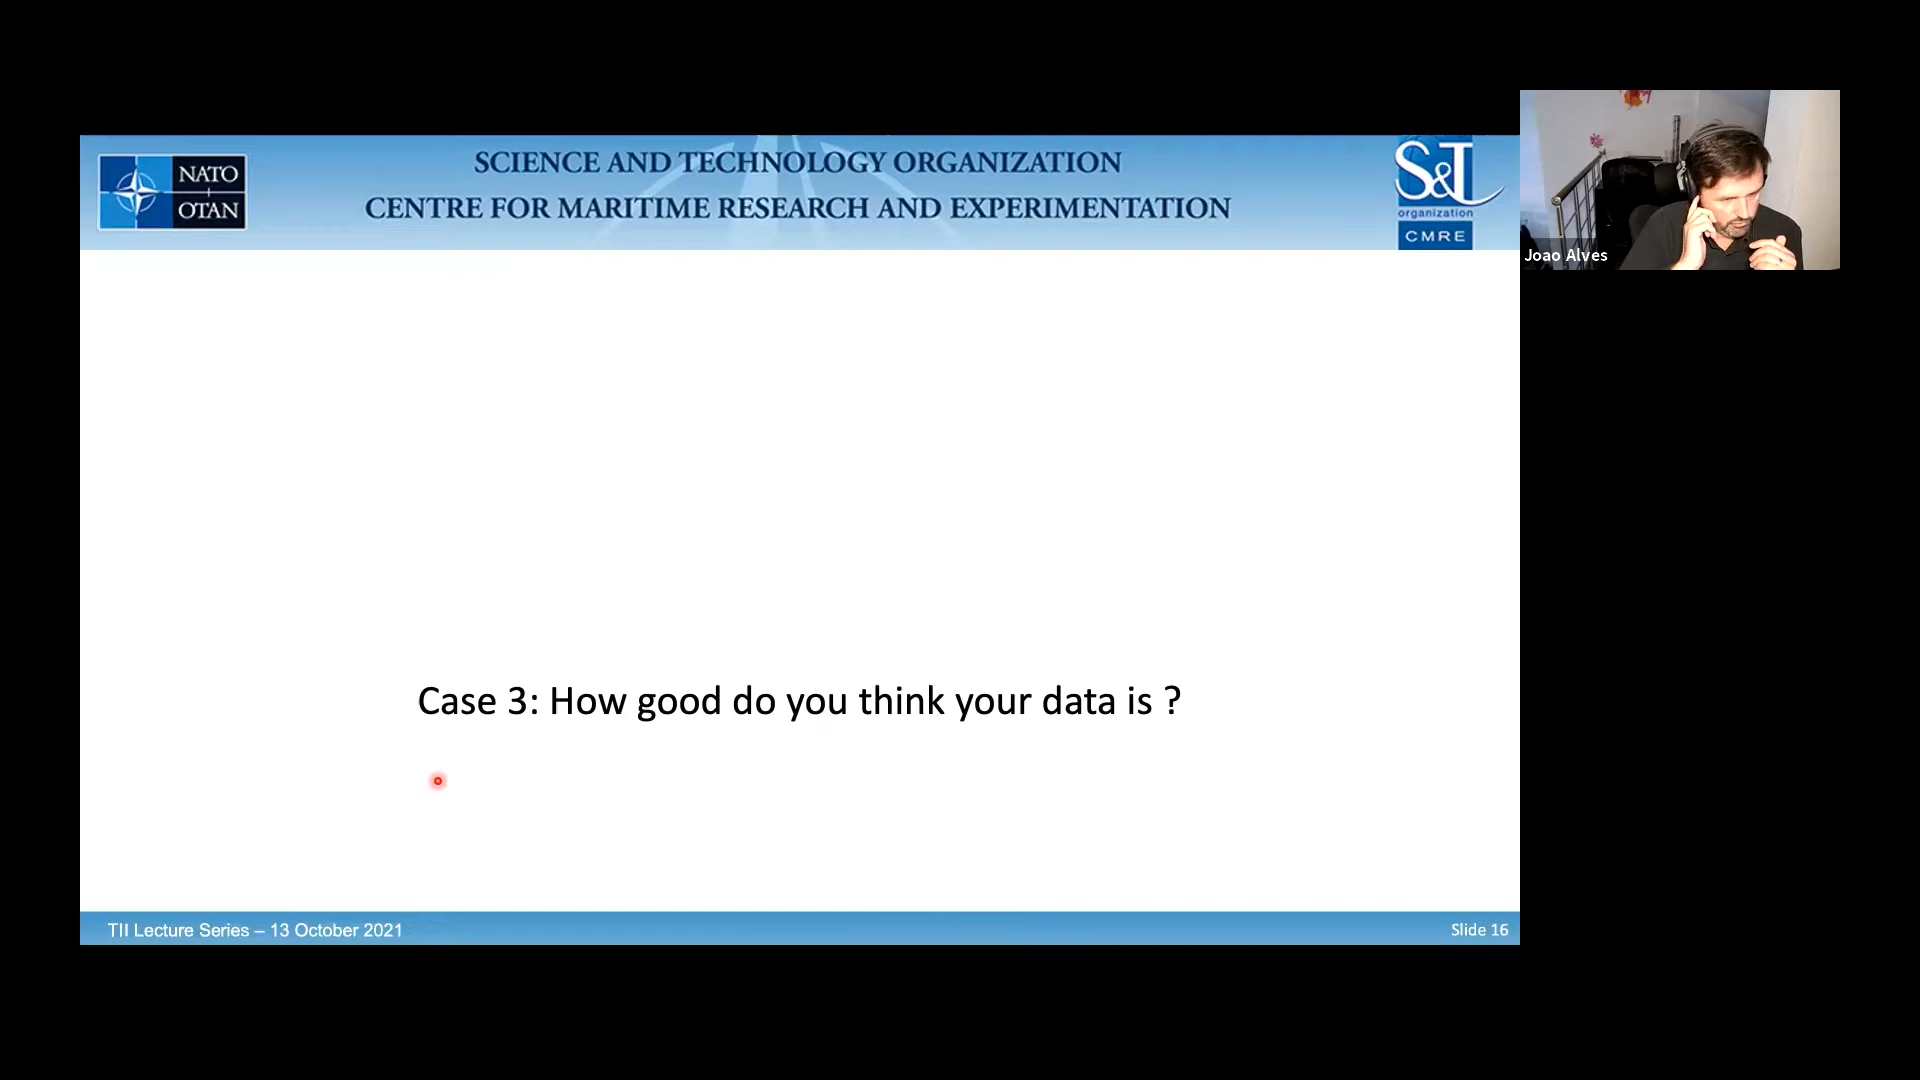 NATO
OTAN
SCIENCE AND TECHNOLOGY ORGANIZATION
CENTRE FOR MARITIME RESEARCH AND EXPERIMENTATION
S&T
organization
CMRE
Joao Alves
Case 3: How good do you think your data is ?
TII Lecture Series – 13 October 2021
Slide 16